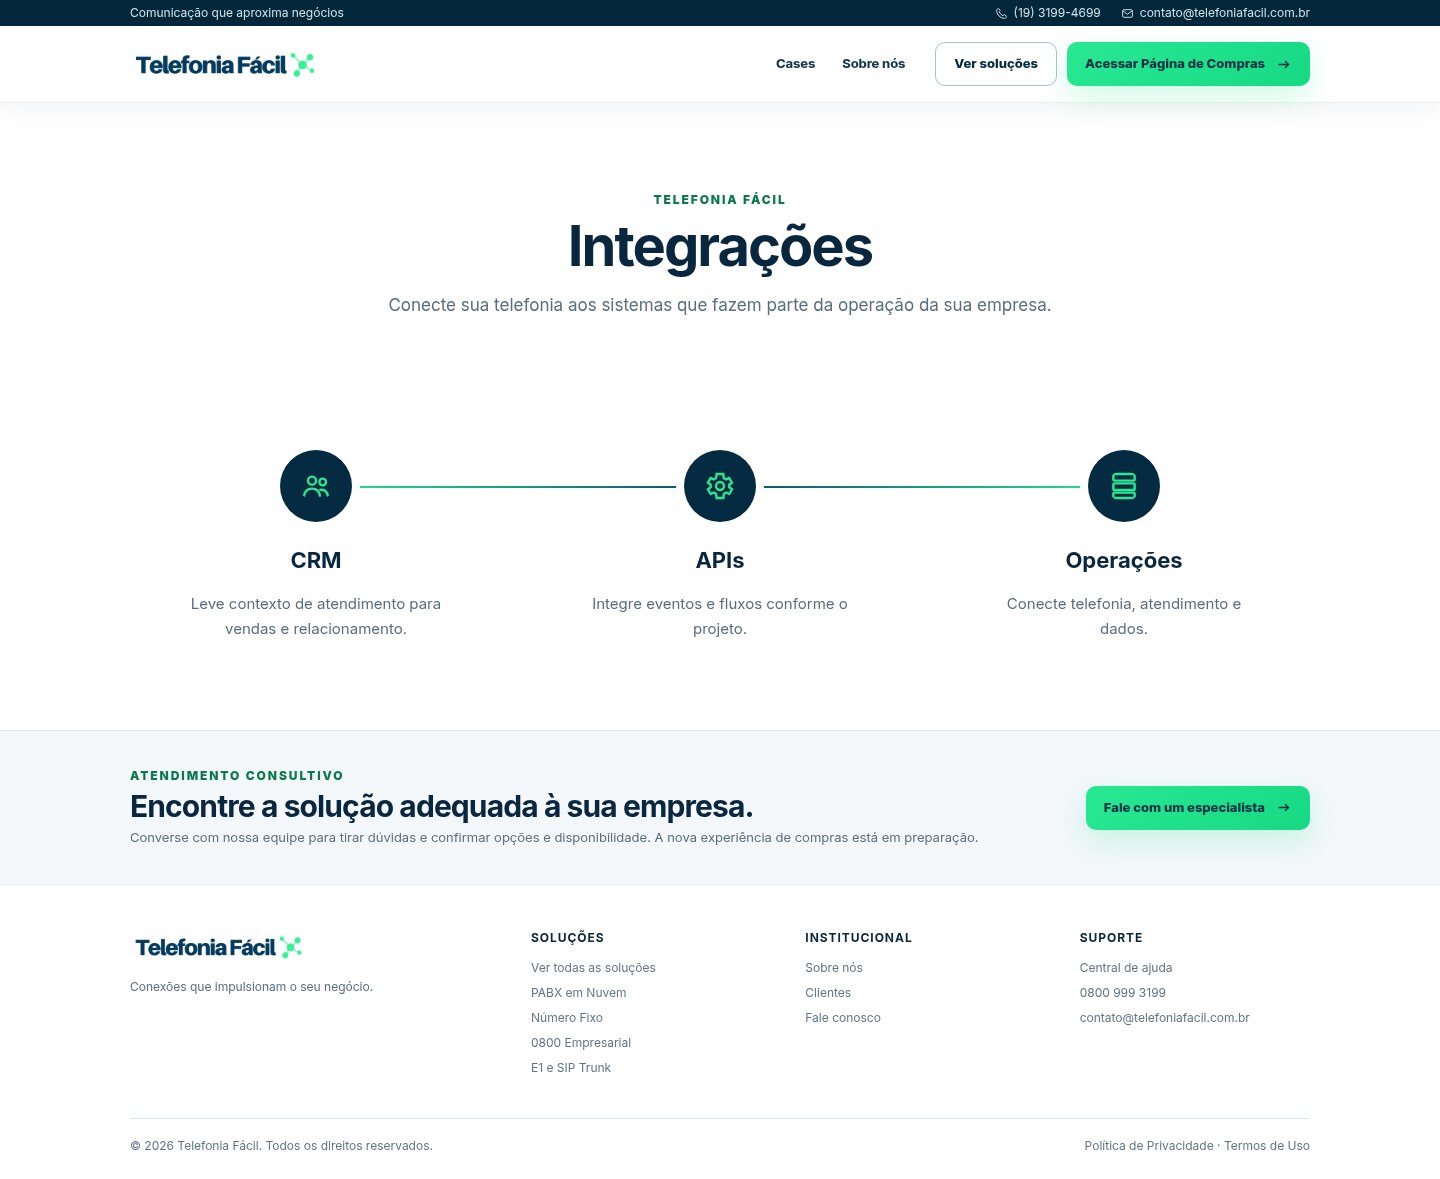 Comunicação que aproxima negócios
(19) 3199-4699
contato@telefoniafacil.com.br
Telefonia Fácil
Cases
Sobre nós
Ver soluções
Acessar Página de Compras
TELEFONIA FÁCIL
Integrações
Conecte sua telefonia aos sistemas que fazem parte da operação da sua empresa.
CRM
Leve contexto de atendimento para
vendas e relacionamento.
APIs
Integre eventos e fluxos conforme o
projeto.
Operações
Conecte telefonia, atendimento e
dados.
ATENDIMENTO CONSULTIVO
Encontre a solução adequada à sua empresa.
Converse com nossa equipe para tirar dúvidas e confirmar opções e disponibilidade. A nova experiência de compras está em preparação.
Fale com um especialista
Telefonia Fácil
Conexões que impulsionam o seu negócio.
SOLUÇÕES
Ver todas as soluções
PABX em Nuvem
Número Fixo
0800 Empresarial
E1 e SIP Trunk
INSTITUCIONAL
Sobre nós
Clientes
Fale conosco
SUPORTE
Central de ajuda
0800 999 3199
contato@telefoniafacil.com.br
© 2026 Telefonia Fácil. Todos os direitos reservados.
Política de Privacidade · Termos de Uso